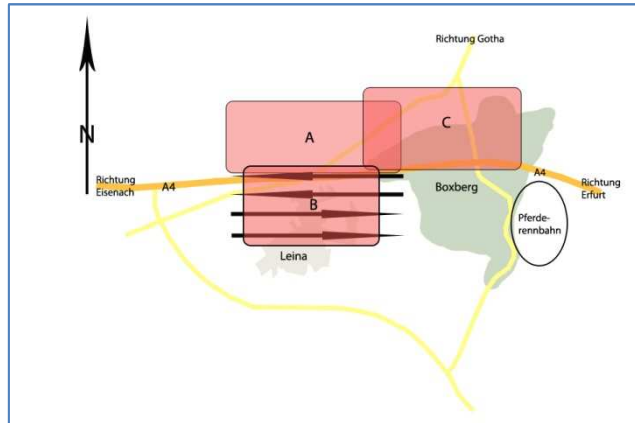 Richtung Gotha
N
A
C
Richtung
Eisenach
A4
A4
Richtung
Erfurt
Boxberg
B
Pferde-
rennbahn
Leina